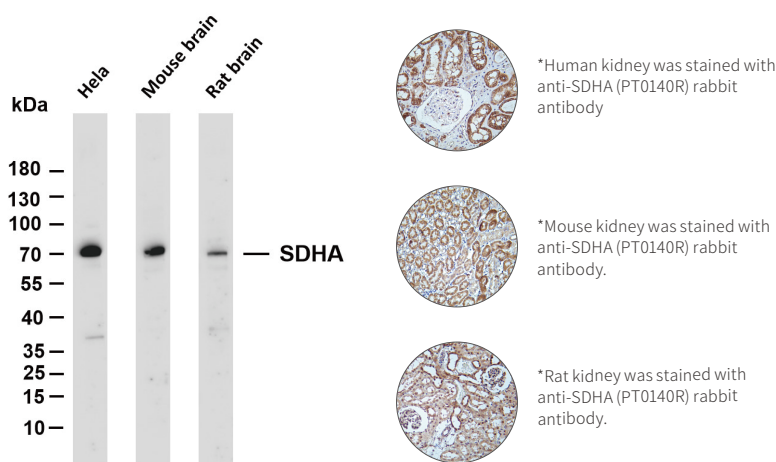 kDa
Hela
Mouse brain
Rat brain
180
130
100
70
55
40
35
25
15
10
SDHA
*Human kidney was stained with
anti-SDHA (PT0140R) rabbit
antibody
*Mouse kidney was stained with
anti-SDHA (PT0140R) rabbit
antibody.
*Rat kidney was stained with
anti-SDHA (PT0140R) rabbit
antibody.